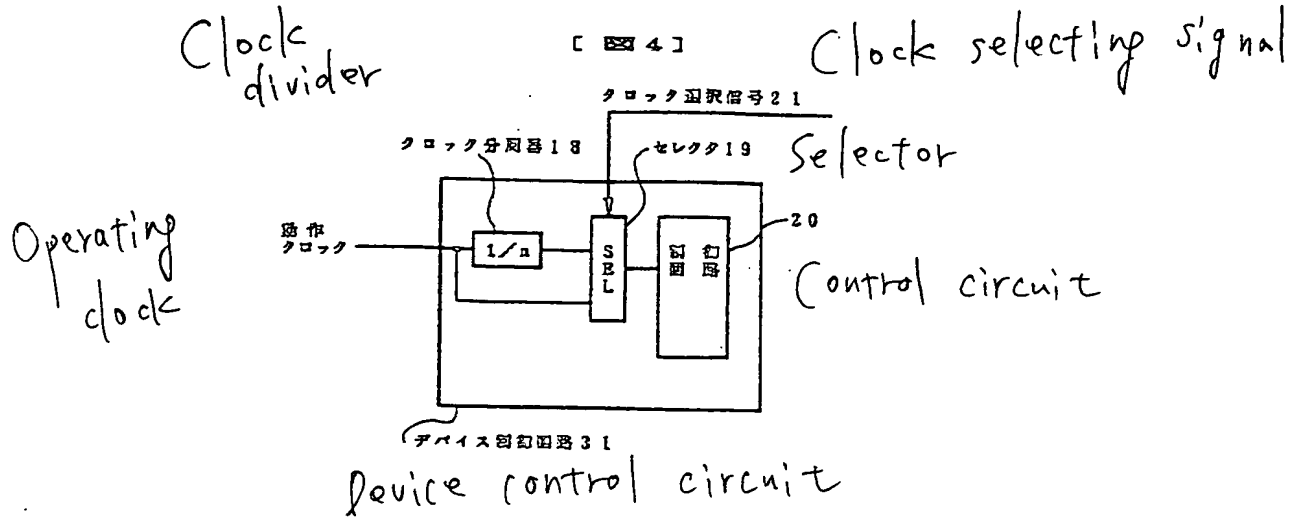 Clock
divider
[図4]
Clock selecting signal
クロック選択信号21
クロック分周器18
セレクタ19
Selector
Operating
clock
動作
クロック
1/n
SEL
20
制御
回路
Control circuit
デバイス制御回路31
Device control circuit